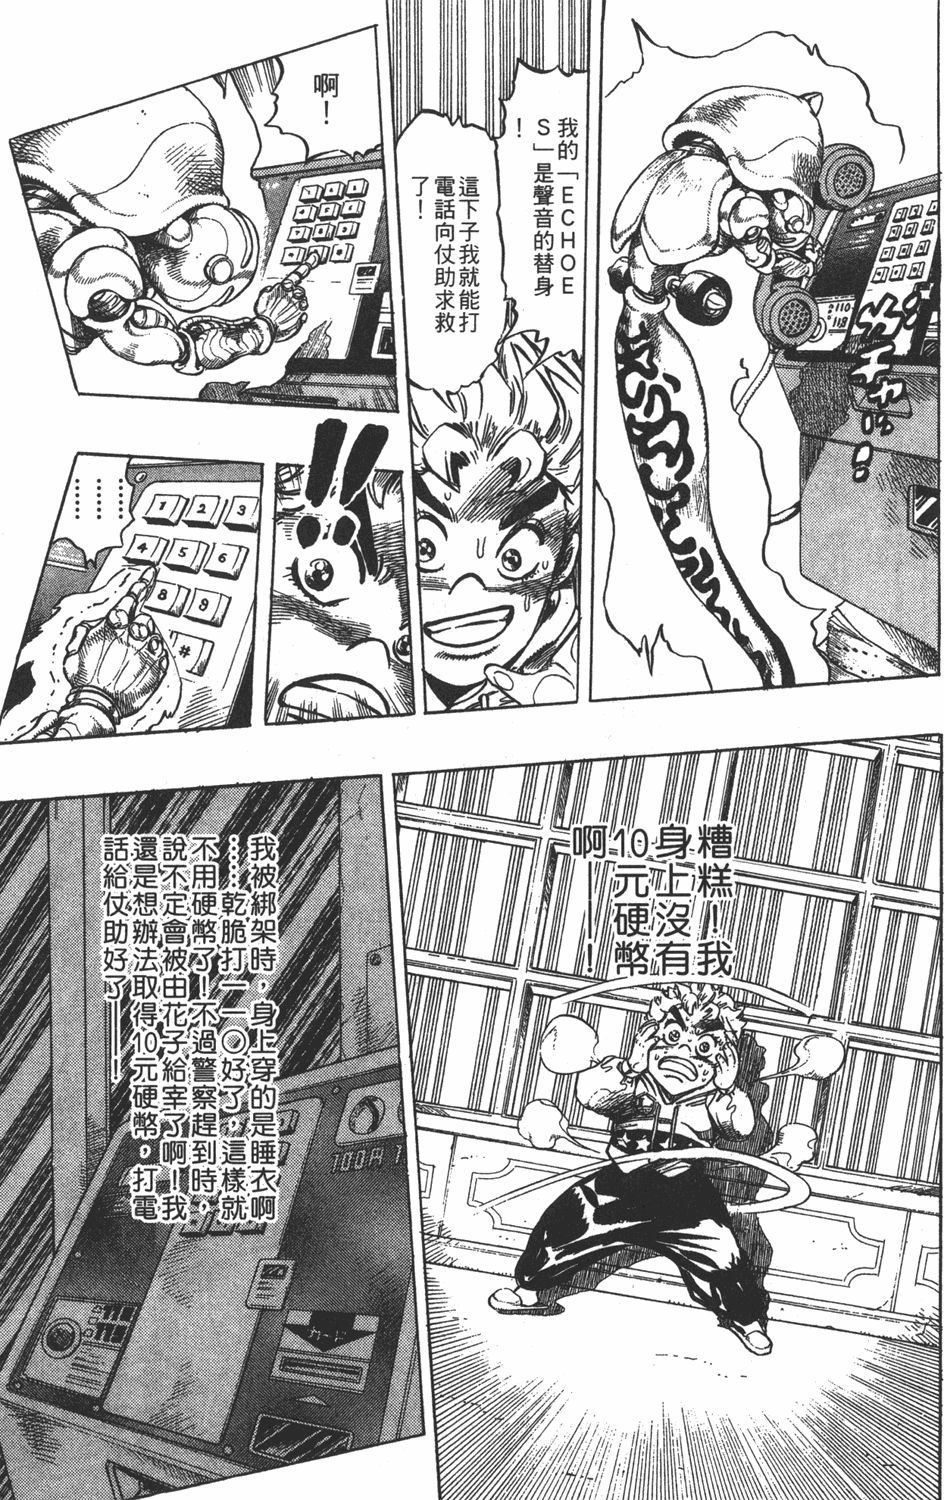 我的「ECHOE
S」是聲音的替身
！
這下子我就能打
電話向仗助求救
了！
ガチャ‥‥
110
118
啊！
1 2 3
4 5 6
8 9
#
‥‥‥
‥‥‥
糟糕！我
身上沒有
10元硬幣
啊——！
我被綁架時，身上穿的是睡衣啊
……乾脆打一一〇好了，這樣就
不用硬幣了！不過警察趕到時，
說不定會被由花子給宰了啊！我
還是想辦法取得10元硬幣，打電
話給仗助好了——！
100円
カード